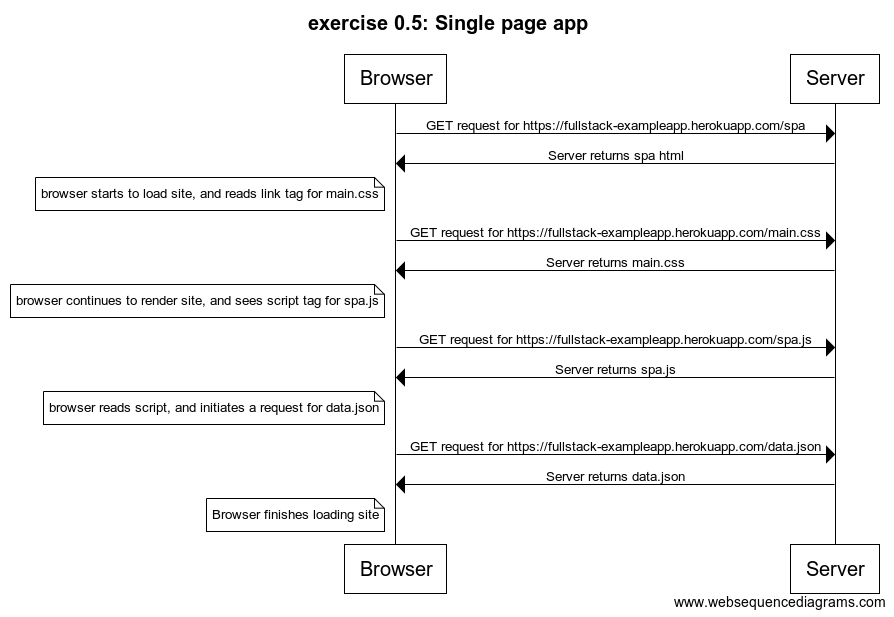 exercise 0.5: Single page app
Browser
Server
GET request for https://fullstack-exampleapp.herokuapp.com/spa
Server returns spa html
browser starts to load site, and reads link tag for main.css
GET request for https://fullstack-exampleapp.herokuapp.com/main.css
Server returns main.css
browser continues to render site, and sees script tag for spa.js
GET request for https://fullstack-exampleapp.herokuapp.com/spa.js
Server returns spa.js
browser reads script, and initiates a request for data.json
GET request for https://fullstack-exampleapp.herokuapp.com/data.json
Server returns data.json
Browser finishes loading site
Browser
Server
www.websequencediagrams.com